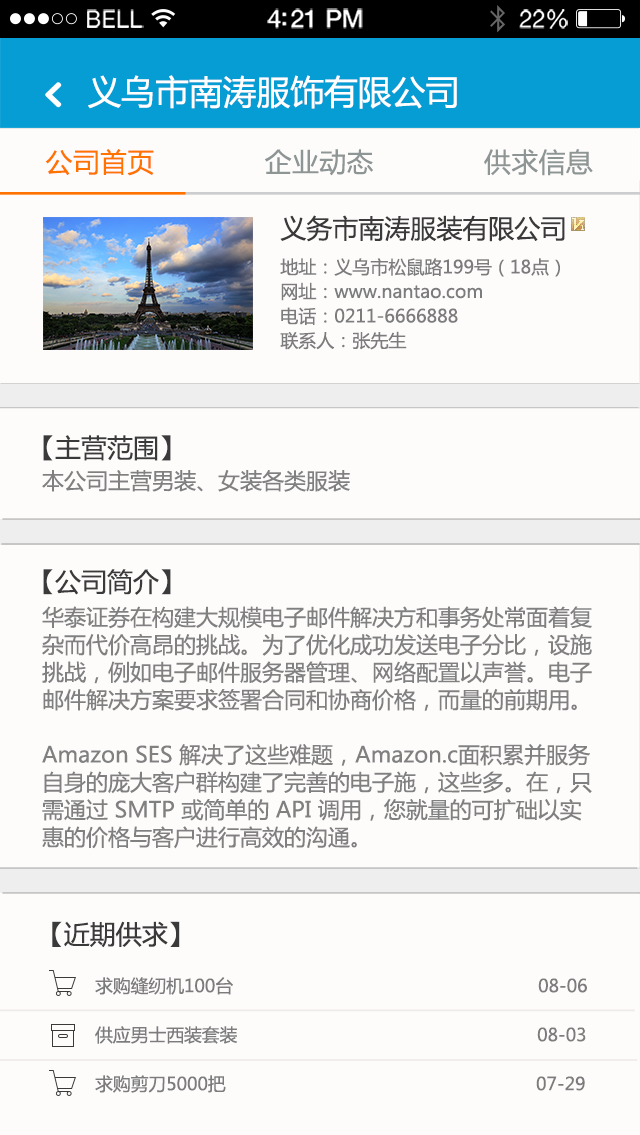 BELL 4:21 PM 22%
义乌市南涛服饰有限公司
公司首页 企业动态 供求信息
义务市南涛服装有限公司
地址：义乌市松鼠路199号（18点）
网址：www.nantao.com
电话：0211-6666888
联系人：张先生
【主营范围】
本公司主营男装、女装各类服装
【公司简介】
华泰证券在构建大规模电子邮件解决方和事务处常面着复
杂而代价高昂的挑战。为了优化成功发送电子分比，设施
挑战，例如电子邮件服务器管理、网络配置以声誉。电子
邮件解决方案要求签署合同和协商价格，而量的前期用。
Amazon SES 解决了这些难题，Amazon.c面积累并服务
自身的庞大客户群构建了完善的电子施，这些多。在，只
需通过 SMTP 或简单的 API 调用，您就量的可扩础以实
惠的价格与客户进行高效的沟通。
【近期供求】
求购缝纫机100台 08-06
供应男士西装套装 08-03
求购剪刀5000把 07-29